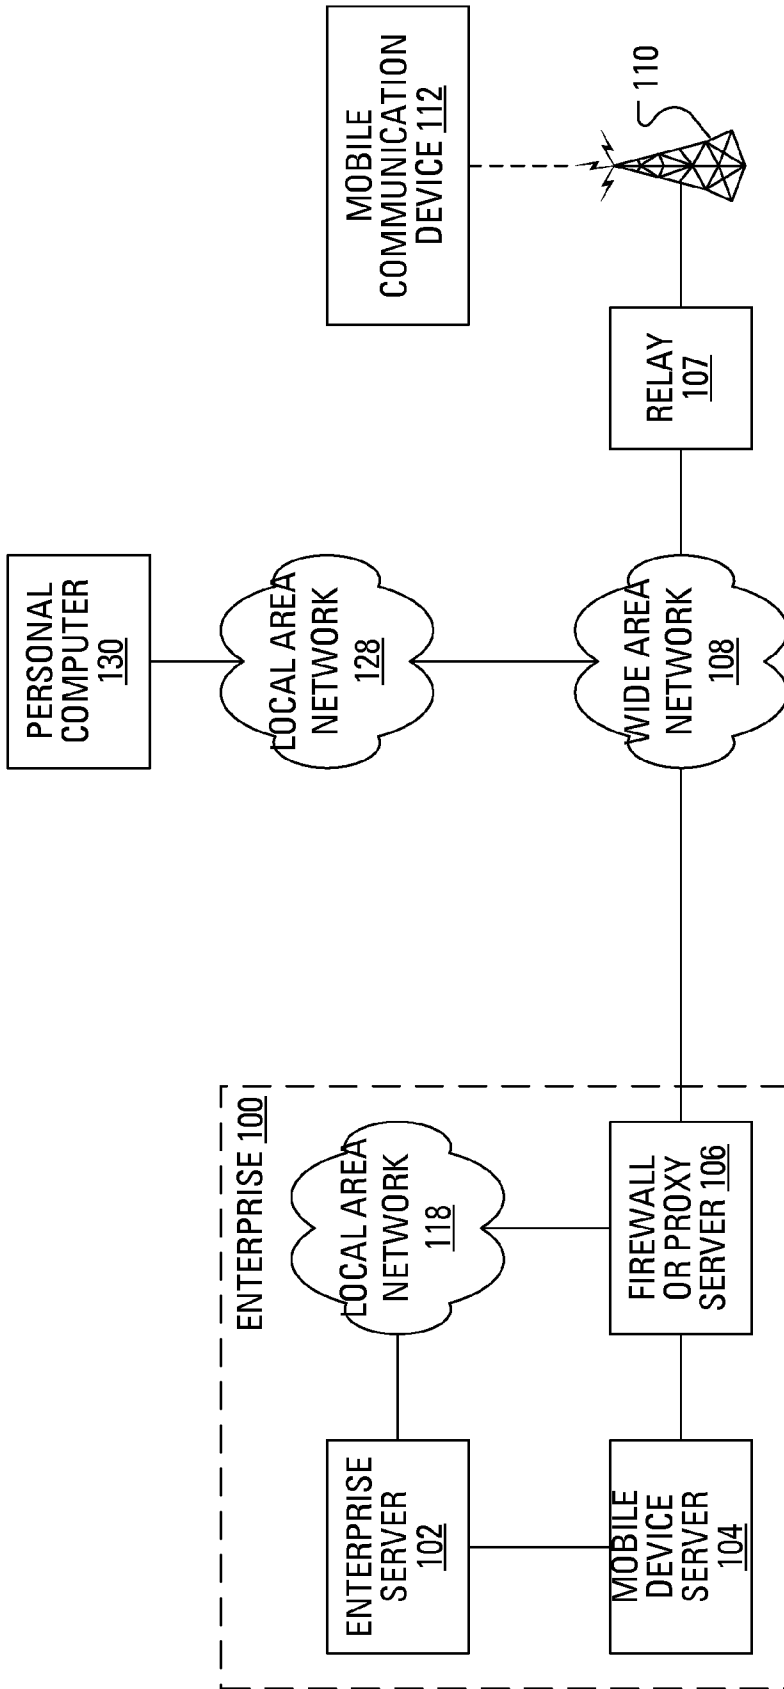 ENTERPRISE 100
ENTERPRISE
SERVER
102
MOBILE
DEVICE
SERVER
104
LOCAL AREA
NETWORK
118
FIREWALL
OR PROXY
SERVER 106
PERSONAL
COMPUTER
130
LOCAL AREA
NETWORK
128
WIDE AREA
NETWORK
108
MOBILE
COMMUNICATION
DEVICE 112
RELAY
107
110